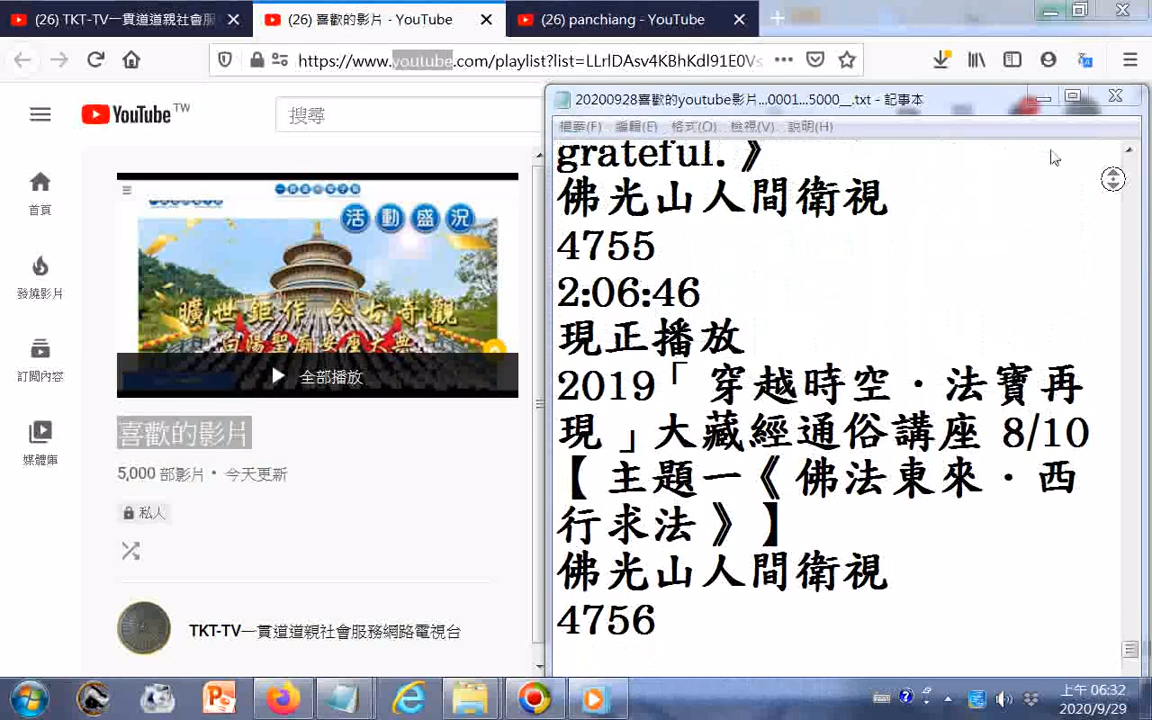 (26) TKT-TV一貫道道親社會服
(26) 喜歡的影片 - YouTube
(26) panchiang - YouTube
https://www.youtube.com/playlist?list=LLrlDAsv4KBhKdl91E0Vs
YouTube TW
搜尋
首頁
發燒影片
訂閱內容
媒體庫
活動盛況
曠世鉅作 今古奇觀
白陽聖廟安座大典
全部播放
喜歡的影片
5,000 部影片・今天更新
私人
TKT-TV一貫道道親社會服務網路電視台
20200928喜歡的youtube影片...0001...5000__.txt - 記事本
檔案(F) 編輯(E) 格式(O) 檢視(V) 說明(H)
grateful. 》
佛光山人間衛視
4755
2:06:46
現正播放
2019「 穿越時空・法寶再
現 」大藏經通俗講座 8/10
【 主題一《 佛法東來・西
行求法 》】
佛光山人間衛視
4756
上午 06:32
2020/9/29